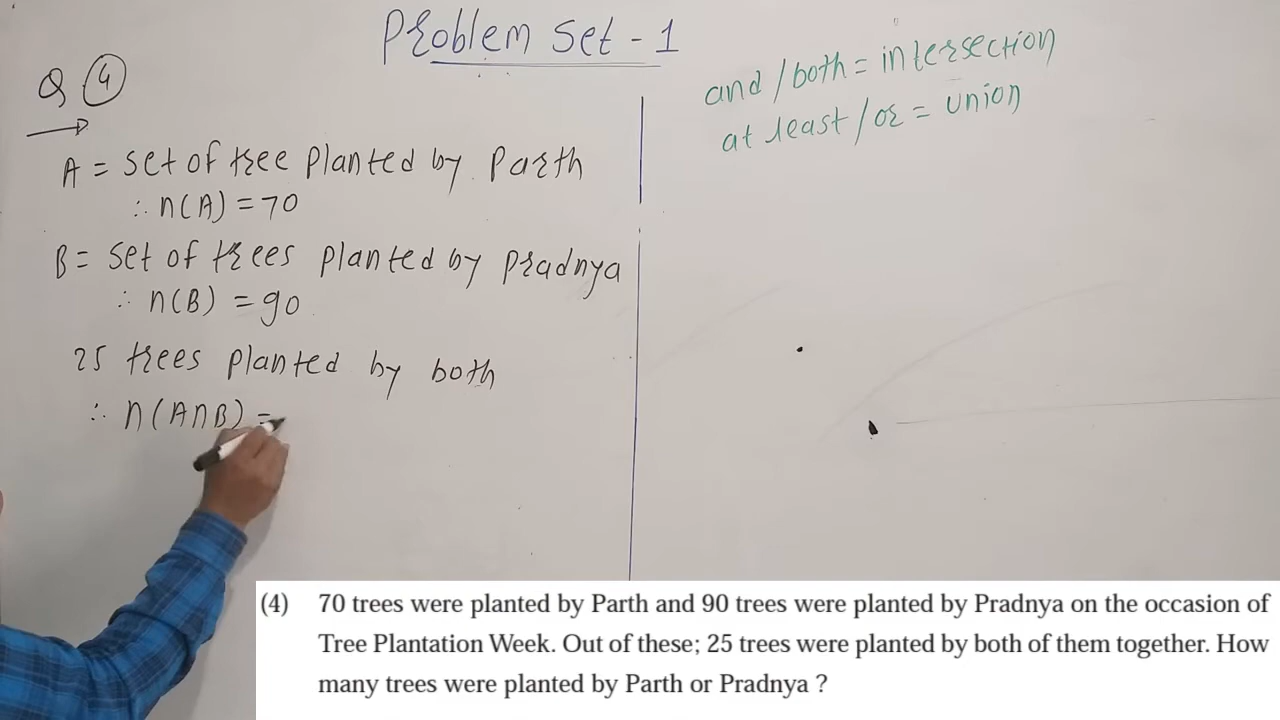 Problem Set - 1
Q 4
and / both = intersection
at least / or = union
A = set of tree planted by Parth
∴ n(A) = 70
B = set of trees planted by pradnya
∴ n(B) = 90
25 trees planted by both
∴ n(A∩B) =
(4) 70 trees were planted by Parth and 90 trees were planted by Pradnya on the occasion of
Tree Plantation Week. Out of these; 25 trees were planted by both of them together. How
many trees were planted by Parth or Pradnya ?